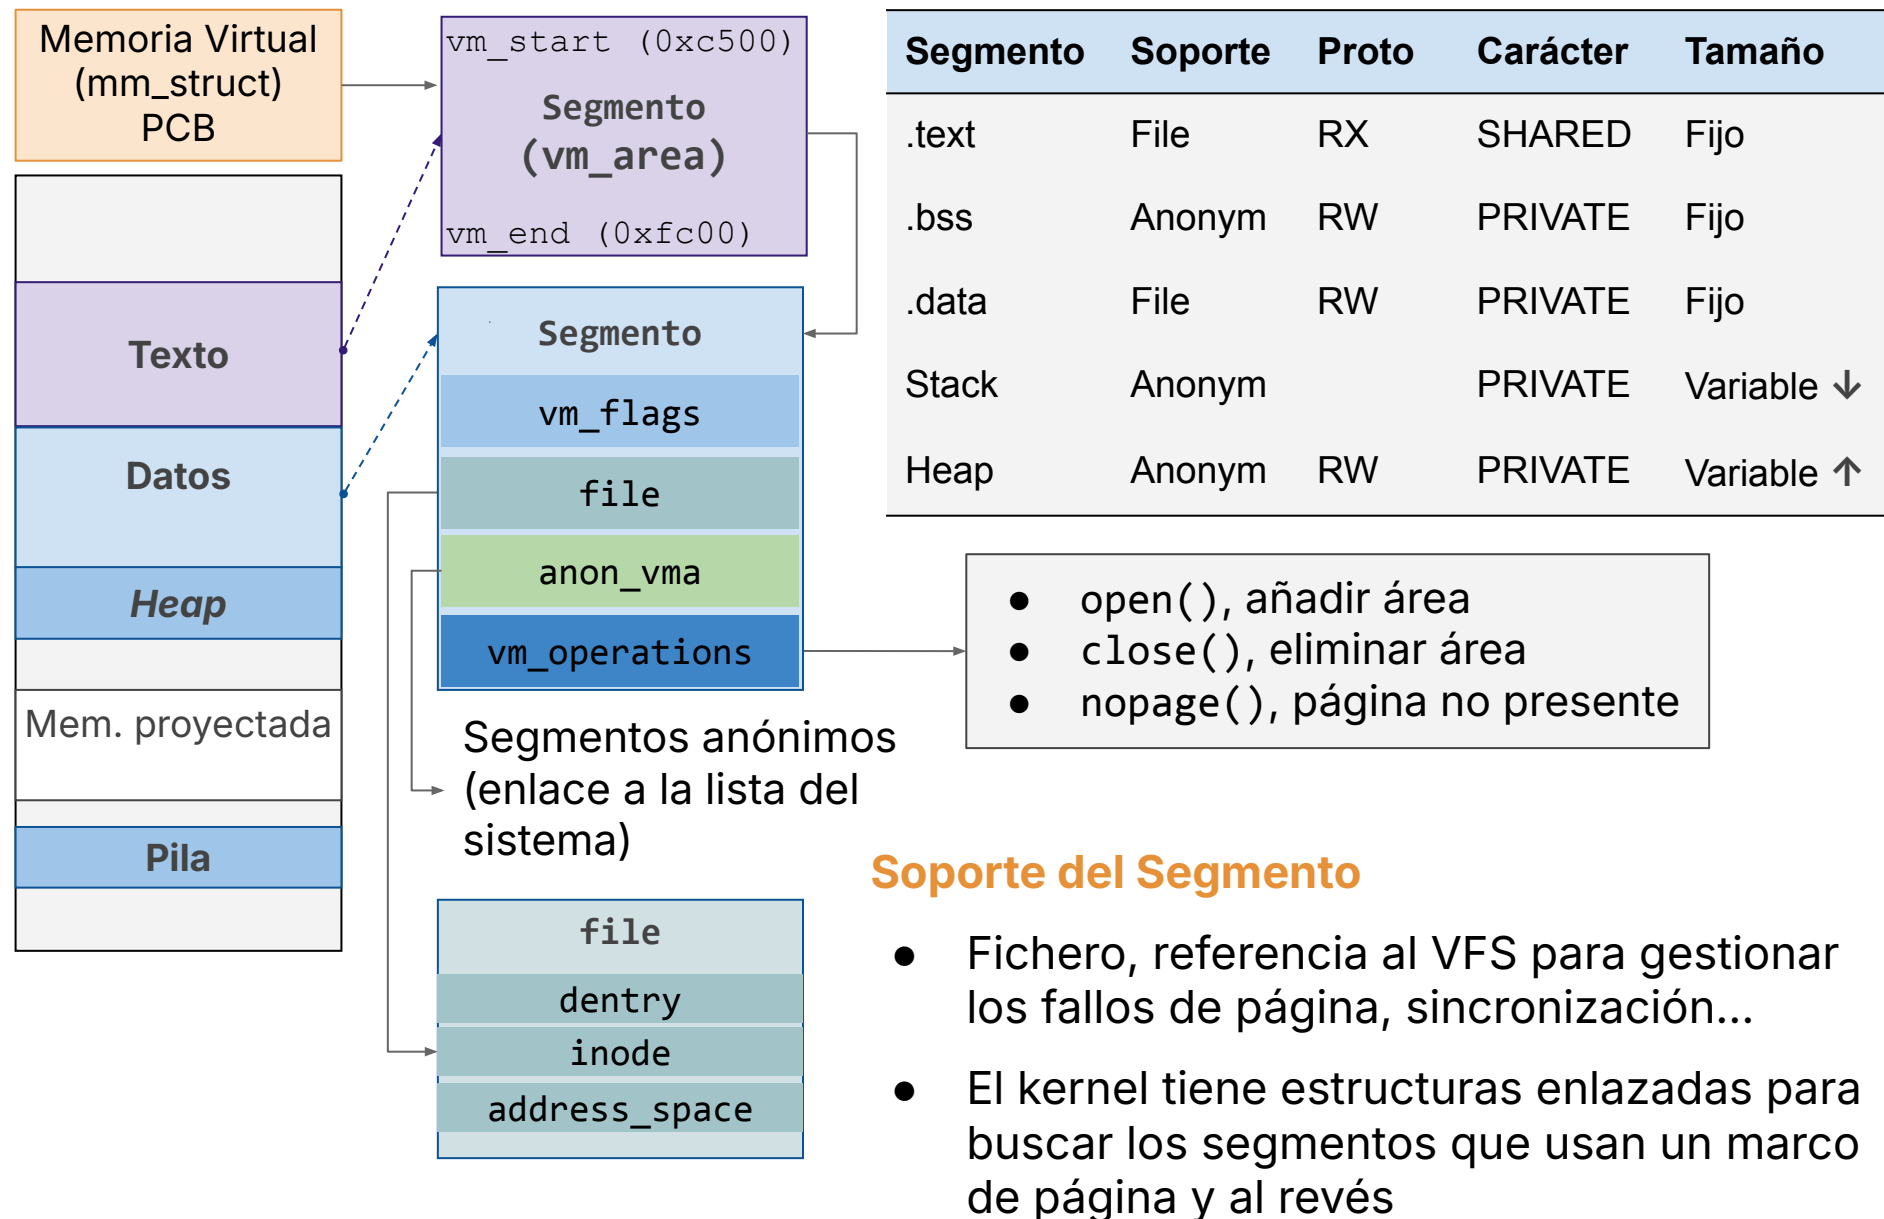 Memoria Virtual
(mm_struct)
PCB
Texto
Datos
Heap
Mem. proyectada
Pila
vm_start (0xc500)
Segmento
(vm_area)
vm_end (0xfc00)
Segmento
vm_flags
file
anon_vma
vm_operations
Segmentos anónimos
(enlace a la lista del
sistema)
file
dentry
inode
address_space
Segmento Soporte Proto Carácter Tamaño
.text File RX SHARED Fijo
.bss Anonym RW PRIVATE Fijo
.data File RW PRIVATE Fijo
Stack Anonym PRIVATE Variable ↓
Heap Anonym RW PRIVATE Variable ↑
● open(), añadir área
● close(), eliminar área
● nopage(), página no presente
Soporte del Segmento
● Fichero, referencia al VFS para gestionar
los fallos de página, sincronización...
● El kernel tiene estructuras enlazadas para
buscar los segmentos que usan un marco
de página y al revés